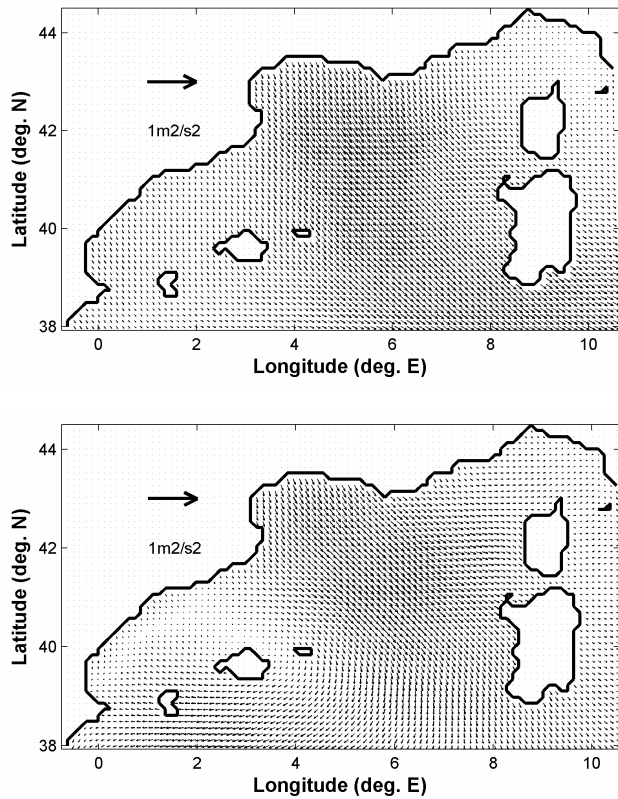 44
42
40
38
Latitude (deg. N)
1m2/s2
0 2 4 6 8 10
Longitude (deg. E)
44
42
40
38
Latitude (deg. N)
1m2/s2
0 2 4 6 8 10
Longitude (deg. E)